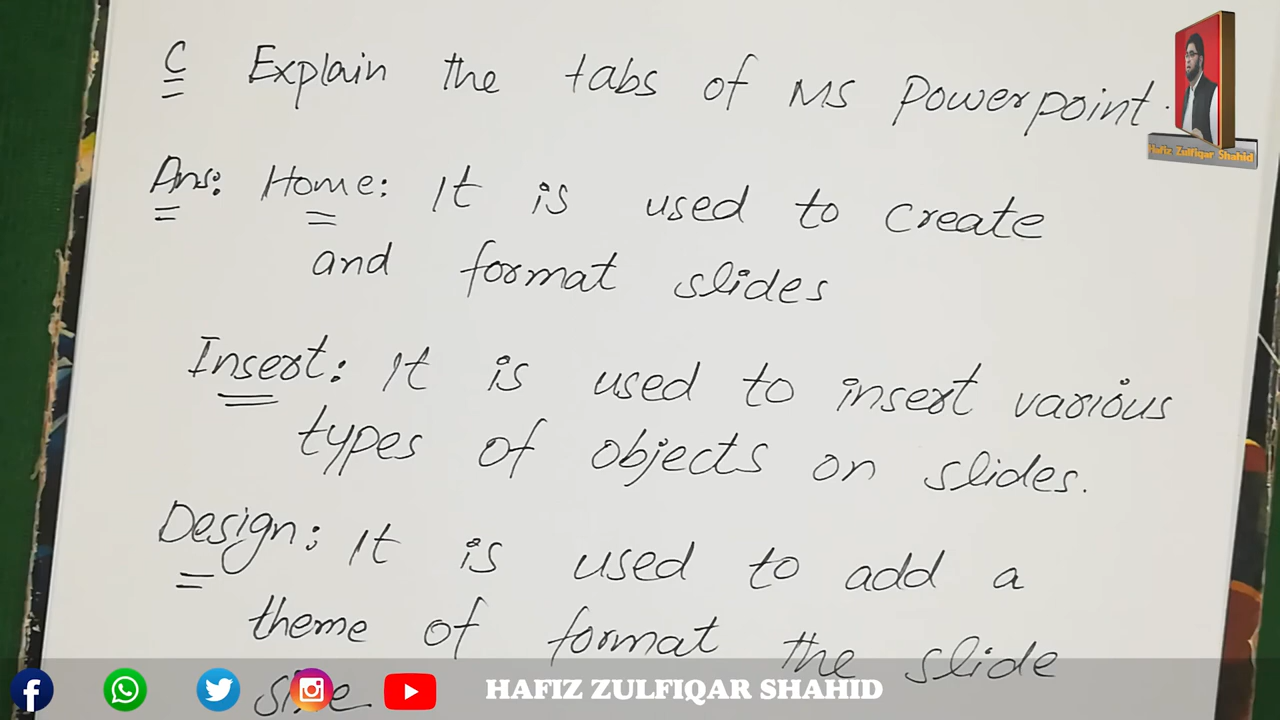 C Explain the tabs of MS Powerpoint.
Hafiz Zulfiqar Shahid
Ans: Home: It is used to create
and format slides
Insert: It is used to insert various
types of objects on slides.
Design: It is used to add a
theme of format the slide
size
HAFIZ ZULFIQAR SHAHID